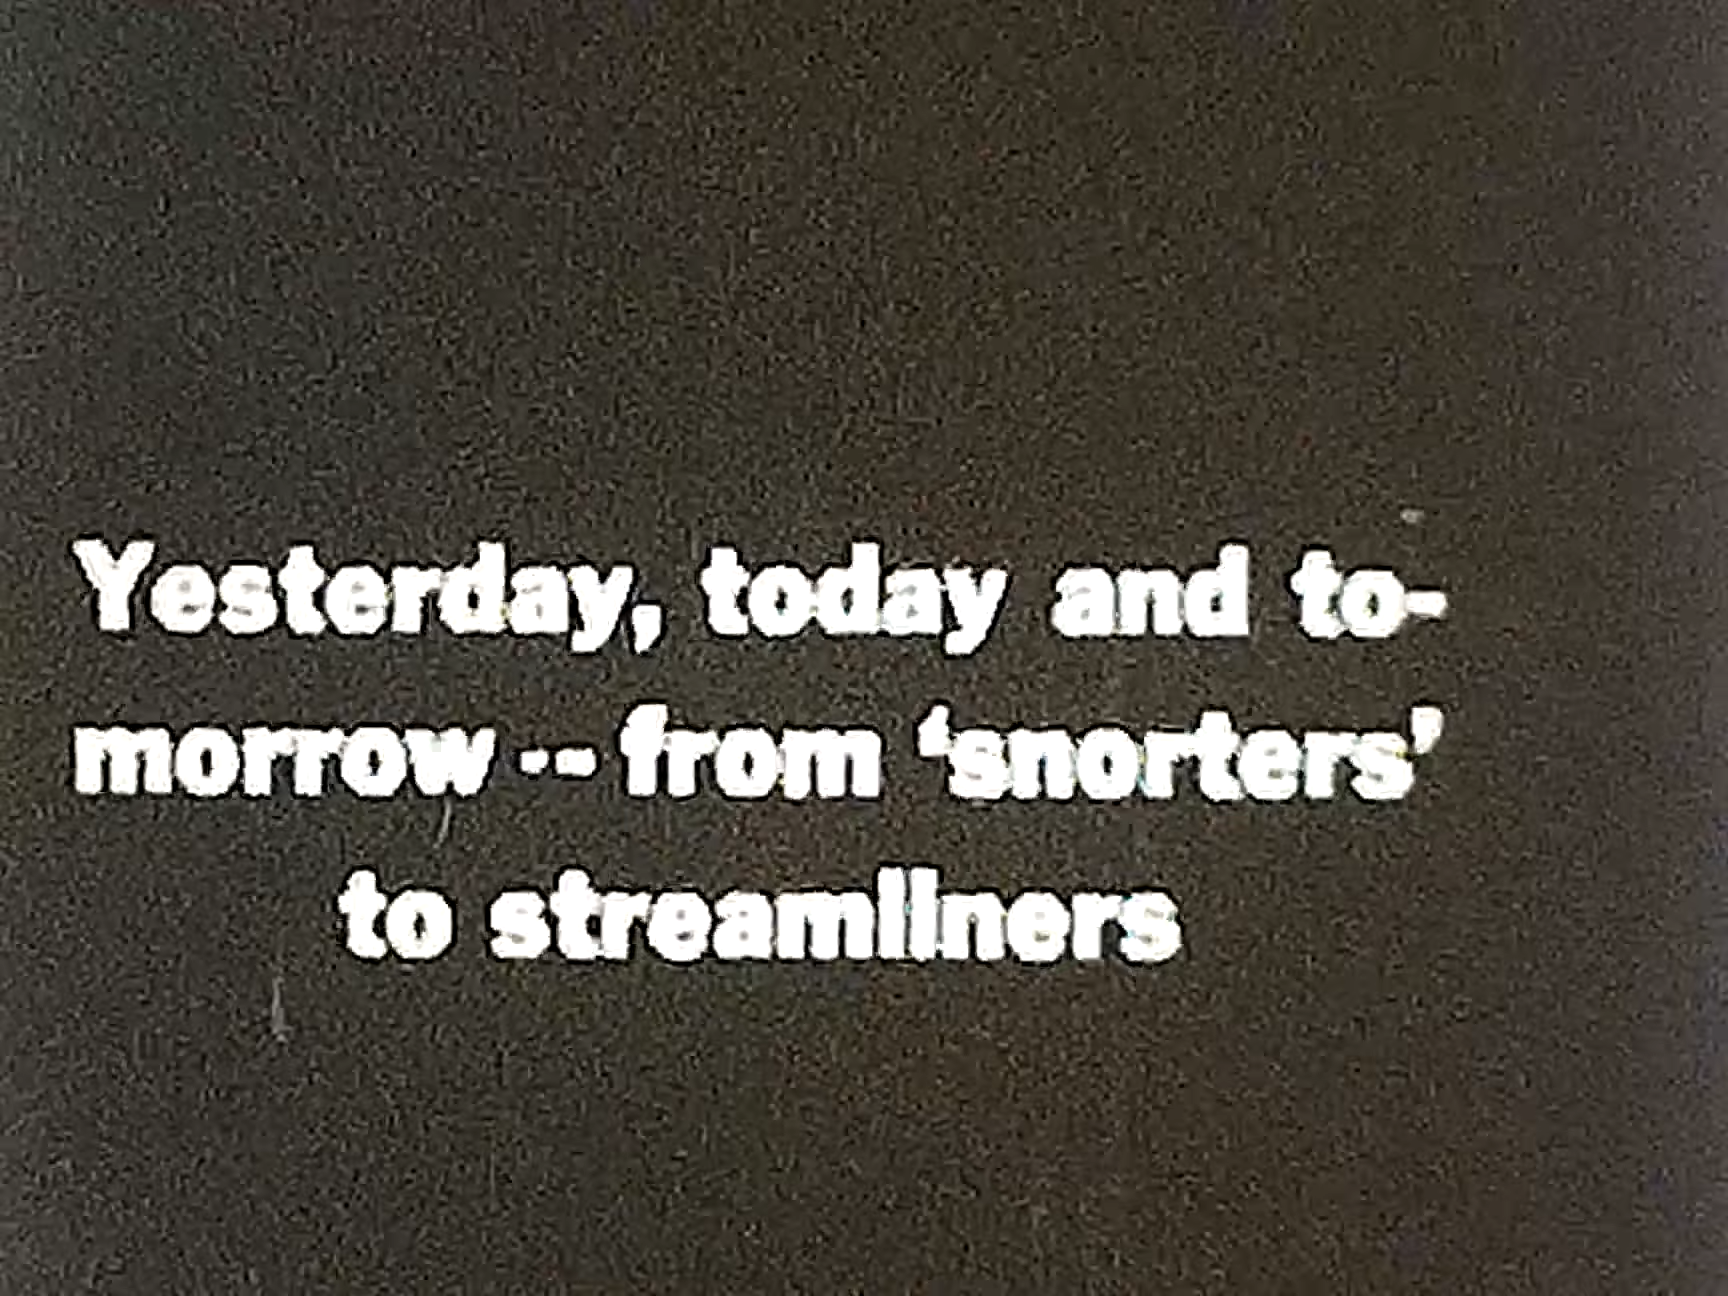 Yesterday, today and to-
morrow -- from ‘snorters’
to streamliners